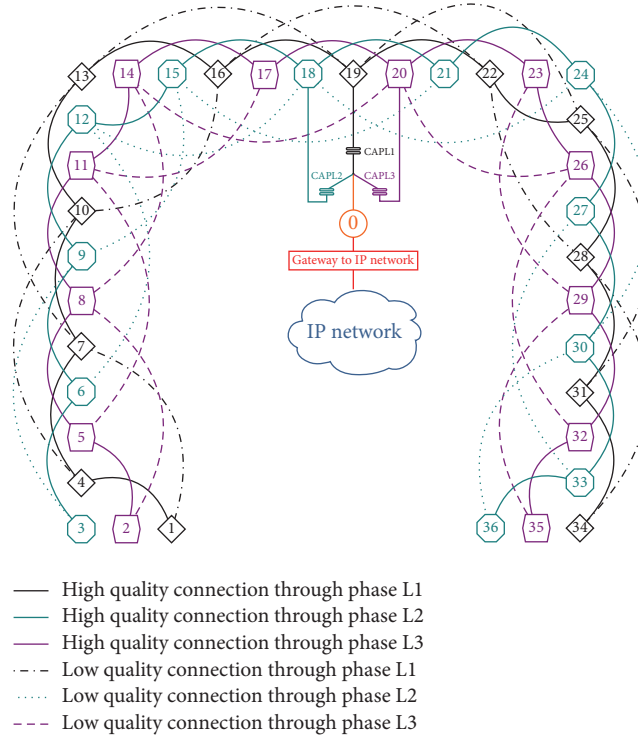 13 14 15 16 17 18 19 20 21 22 23 24
12 25
CAPL1
11 26
CAPL2 CAPL3
10 27
0
9 Gateway to IP network 28
8 29
IP network
7 30
6 31
5 32
4 33
3 2 1 36 35 34
High quality connection through phase L1
High quality connection through phase L2
High quality connection through phase L3
Low quality connection through phase L1
Low quality connection through phase L2
Low quality connection through phase L3